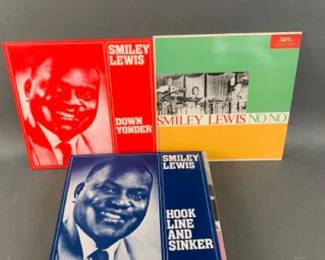 SMILEY
LEWIS
DOWN
YONDER
SMILEY LEWIS NO NO
SMILEY
LEWIS
HOOK
LINE AND
SINKER